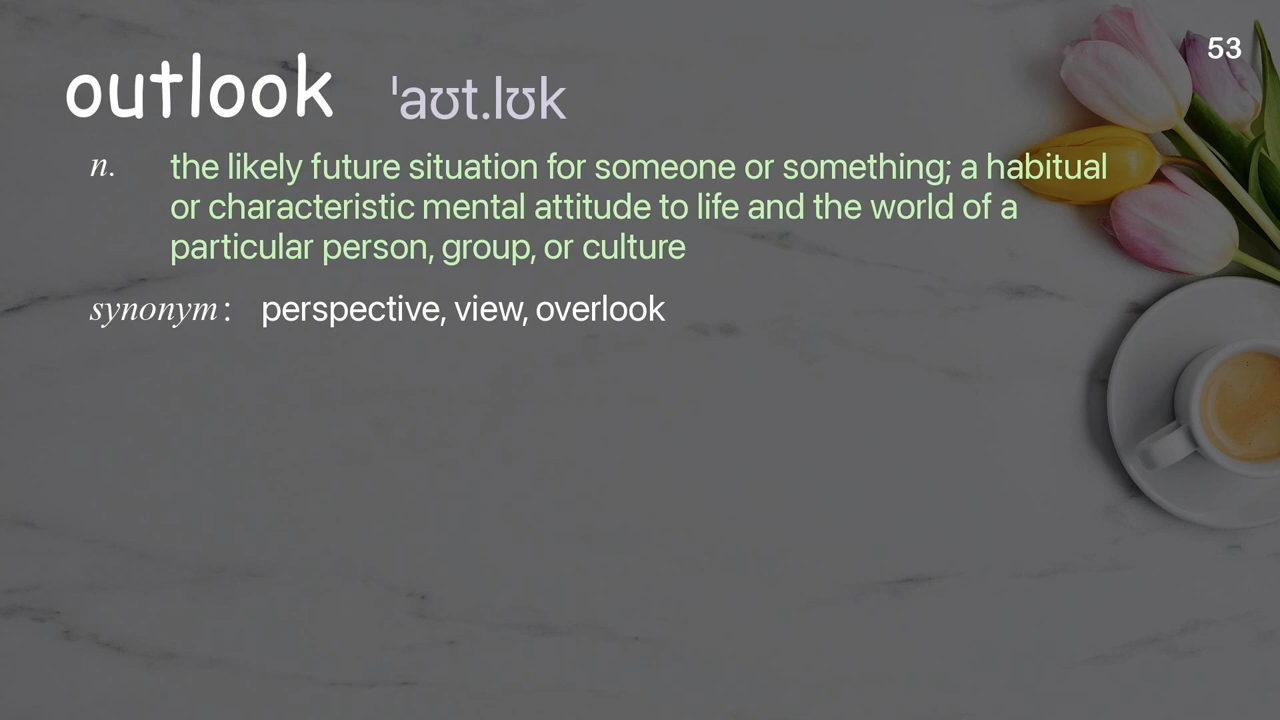 53
outlook ˈaʊt.lʊk
n. the likely future situation for someone or something; a habitual
or characteristic mental attitude to life and the world of a
particular person, group, or culture
synonym: perspective, view, overlook